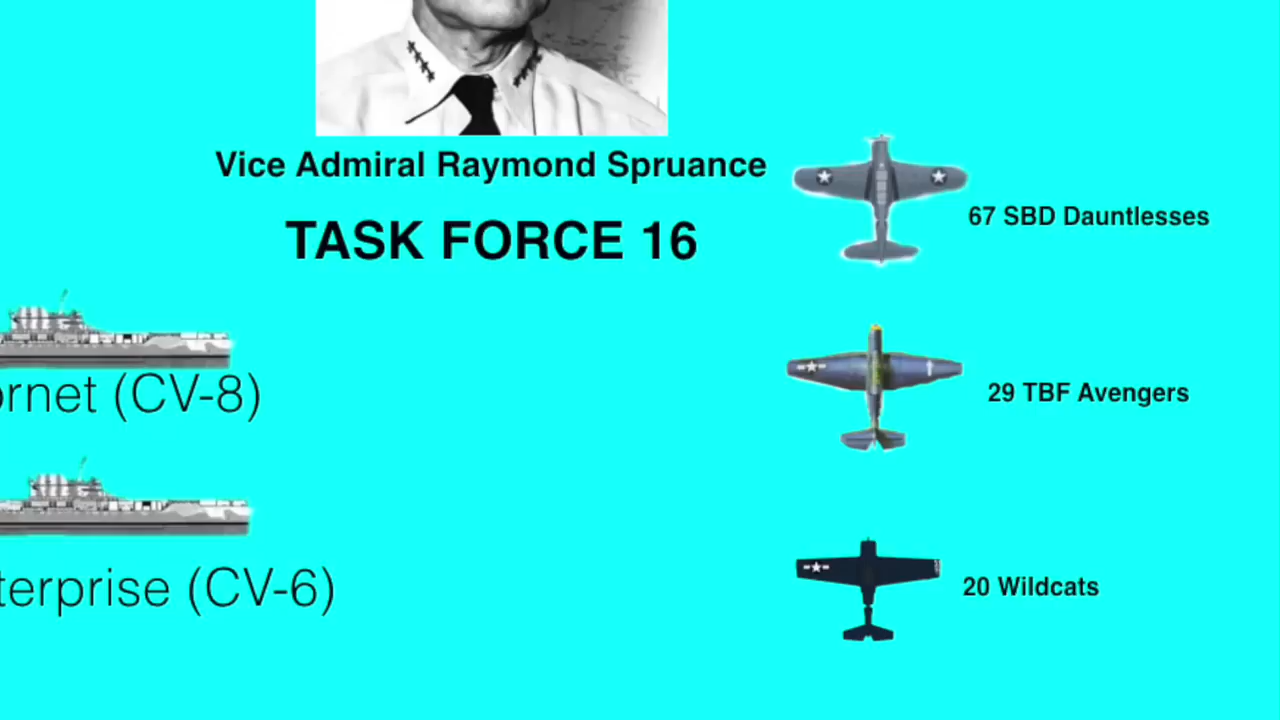 Vice Admiral Raymond Spruance
TASK FORCE 16
67 SBD Dauntlesses
ornet (CV-8)
29 TBF Avengers
terprise (CV-6)
20 Wildcats